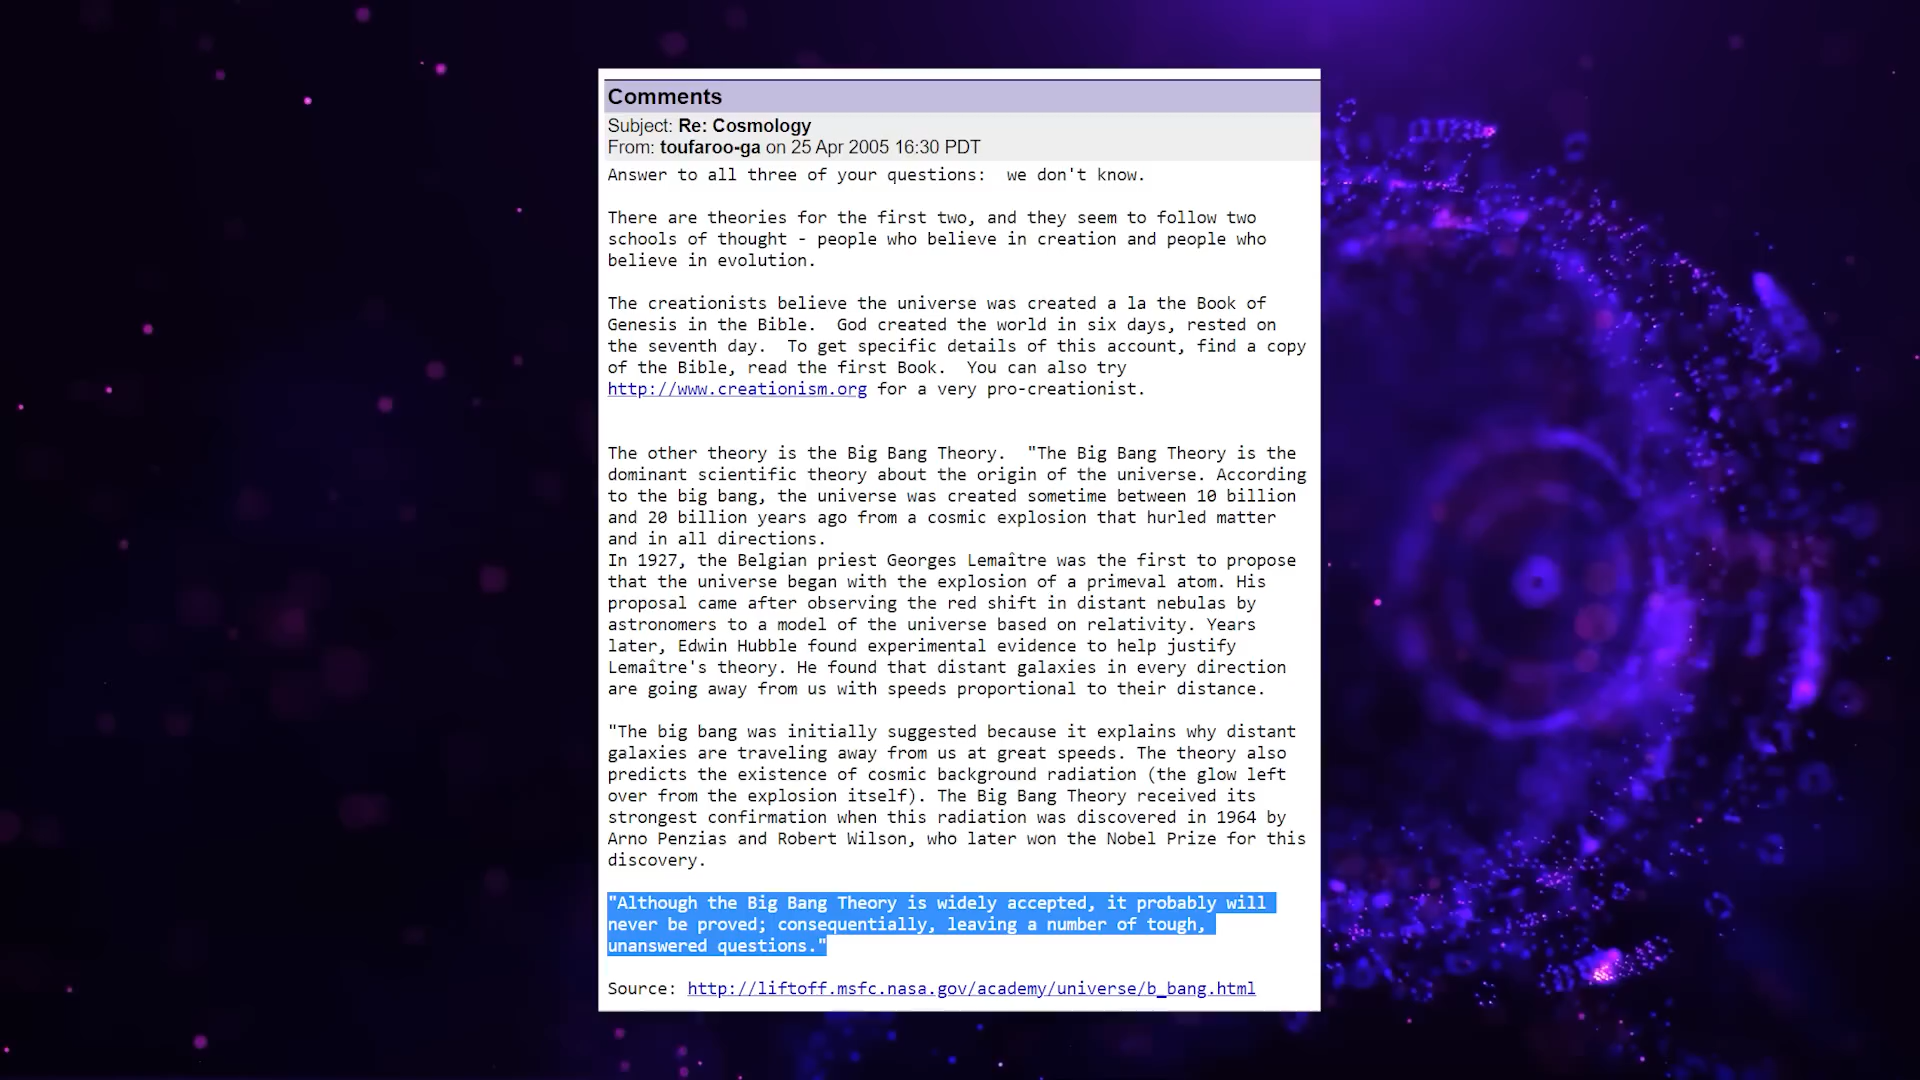 Comments
Subject: Re: Cosmology
From: toufaroo-ga on 25 Apr 2005 16:30 PDT
Answer to all three of your questions:  we don't know.
There are theories for the first two, and they seem to follow two
schools of thought - people who believe in creation and people who
believe in evolution.
The creationists believe the universe was created a la the Book of
Genesis in the Bible.  God created the world in six days, rested on
the seventh day.  To get specific details of this account, find a copy
of the Bible, read the first Book.  You can also try
http://www.creationism.org for a very pro-creationist.
The other theory is the Big Bang Theory.  "The Big Bang Theory is the
dominant scientific theory about the origin of the universe. According
to the big bang, the universe was created sometime between 10 billion
and 20 billion years ago from a cosmic explosion that hurled matter
and in all directions.
In 1927, the Belgian priest Georges Lemaître was the first to propose
that the universe began with the explosion of a primeval atom. His
proposal came after observing the red shift in distant nebulas by
astronomers to a model of the universe based on relativity. Years
later, Edwin Hubble found experimental evidence to help justify
Lemaître's theory. He found that distant galaxies in every direction
are going away from us with speeds proportional to their distance.
"The big bang was initially suggested because it explains why distant
galaxies are traveling away from us at great speeds. The theory also
predicts the existence of cosmic background radiation (the glow left
over from the explosion itself). The Big Bang Theory received its
strongest confirmation when this radiation was discovered in 1964 by
Arno Penzias and Robert Wilson, who later won the Nobel Prize for this
discovery.
"Although the Big Bang Theory is widely accepted, it probably will
never be proved; consequentially, leaving a number of tough,
unanswered questions."
Source: http://liftoff.msfc.nasa.gov/academy/universe/b_bang.html